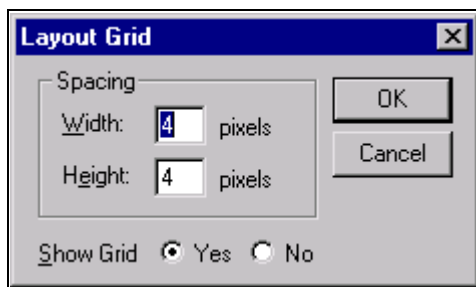 Layout Grid
Spacing
Width: 4 pixels
Height: 4 pixels
OK
Cancel
Show Grid Yes No